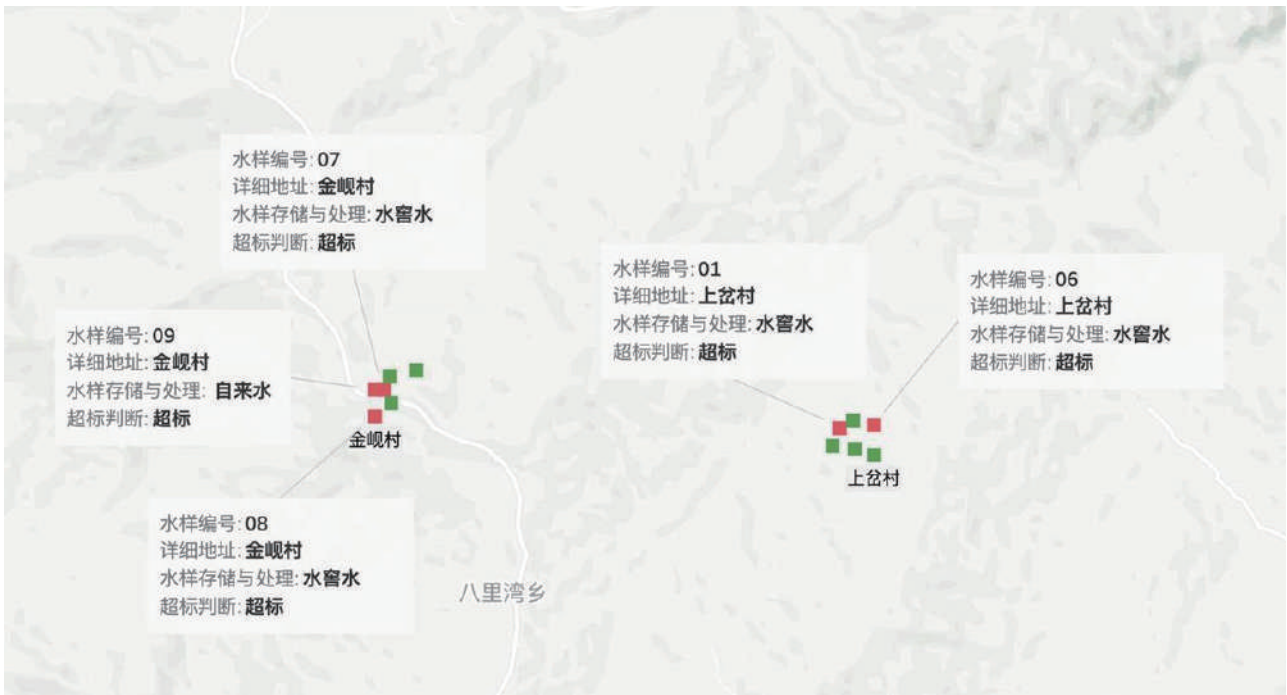 水样编号: 07
详细地址: 金岘村
水样存储与处理: 水窖水
超标判断: 超标
水样编号: 01
详细地址: 上岔村
水样存储与处理: 水窖水
超标判断: 超标
水样编号: 06
详细地址: 上岔村
水样存储与处理: 水窖水
超标判断: 超标
水样编号: 09
详细地址: 金岘村
水样存储与处理: 自来水
超标判断: 超标
金岘村
上岔村
水样编号: 08
详细地址: 金岘村
水样存储与处理: 水窖水
超标判断: 超标
八里湾乡